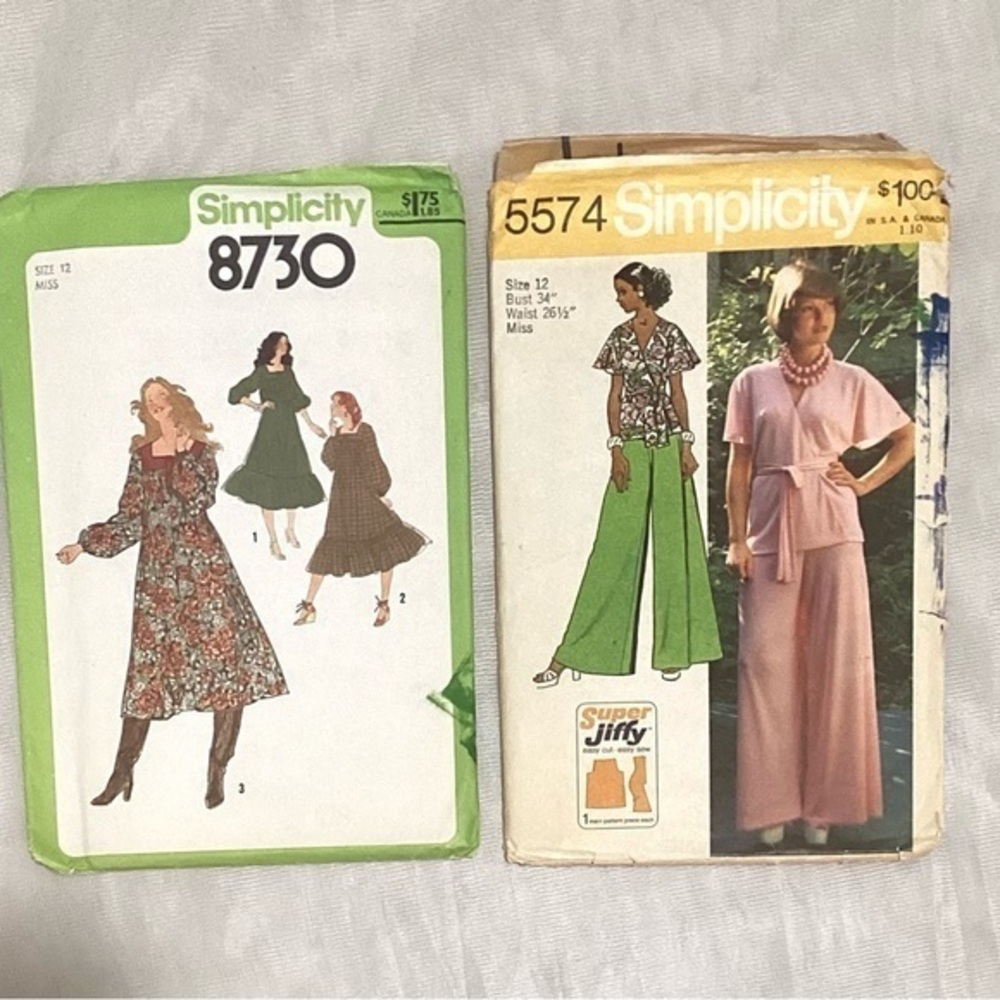 Simplicity
$1.75
CANADA 1.85
8730
SIZE 12
MISS
1
2
3
5574 Simplicity $1.00
IN S.A. & CANADA
1.10
Size 12
Bust 34"
Waist 26½"
Miss
Super
Jiffy
easy cut · easy sew
1 main pattern piece each